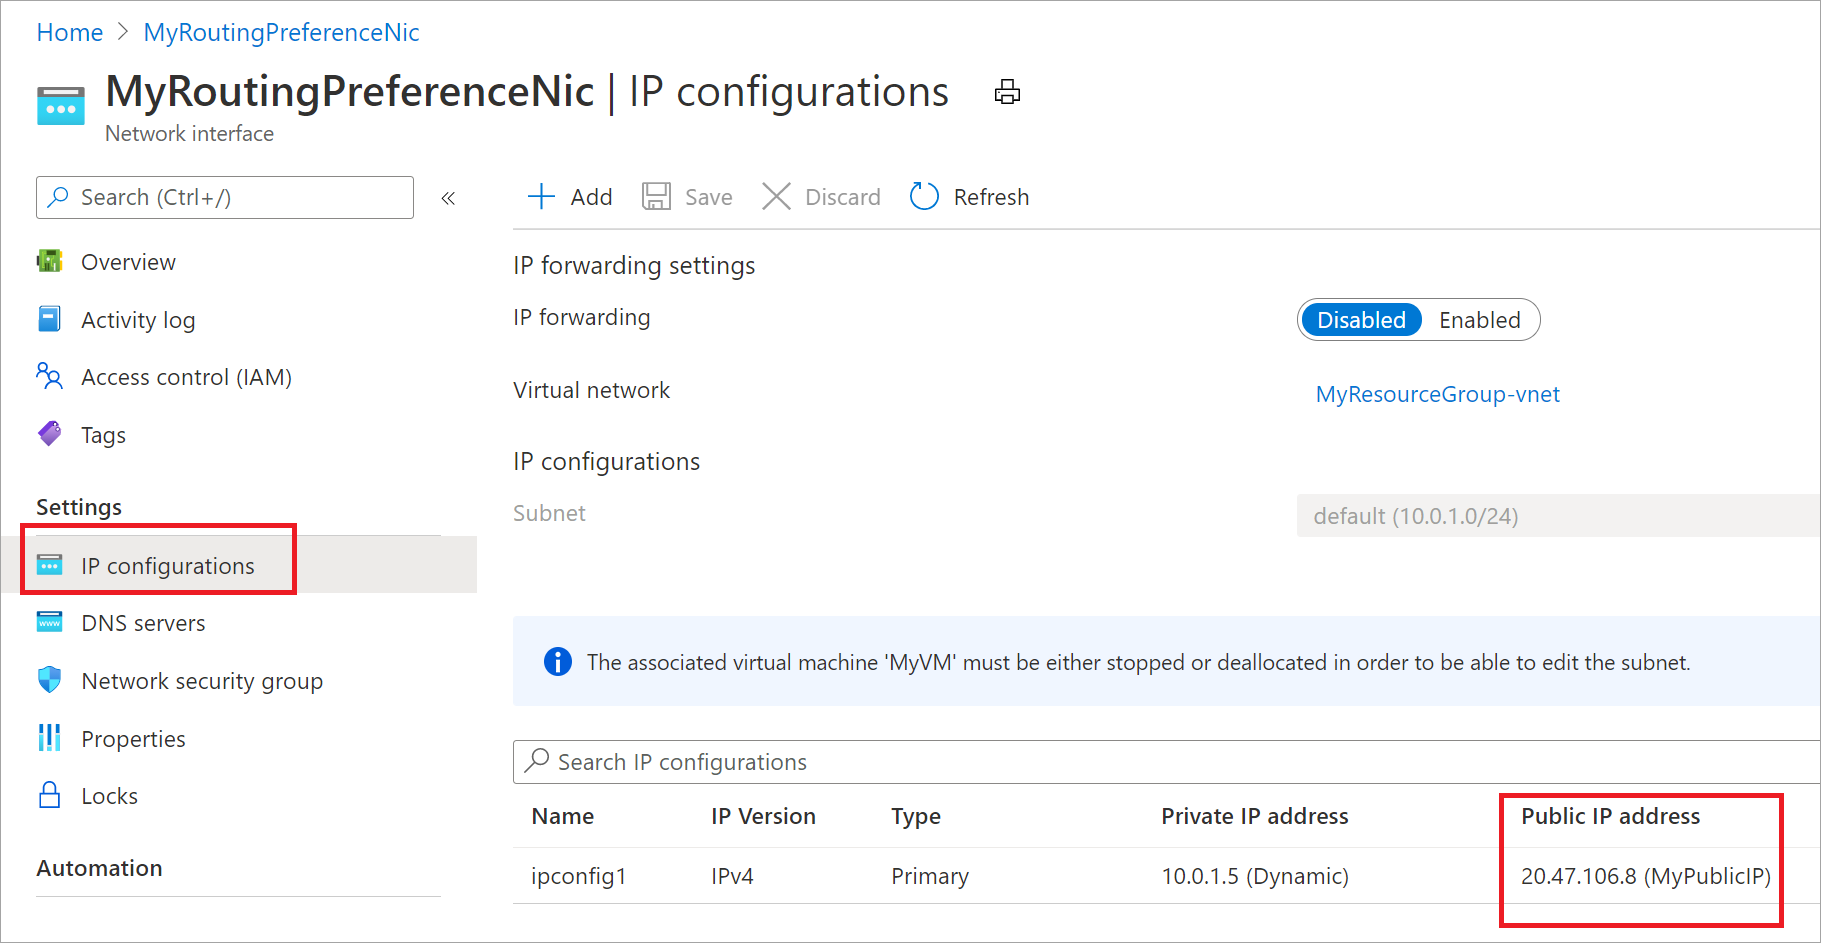 Home > MyRoutingPreferenceNic
MyRoutingPreferenceNic | IP configurations
Network interface
Search (Ctrl+/)
«
Add Save Discard Refresh
Overview
Activity log
Access control (IAM)
Tags
Settings
IP configurations
DNS servers
Network security group
Properties
Locks
Automation
IP forwarding settings
IP forwarding Disabled Enabled
Virtual network MyResourceGroup-vnet
IP configurations
Subnet default (10.0.1.0/24)
The associated virtual machine 'MyVM' must be either stopped or deallocated in order to be able to edit the subnet.
Search IP configurations
Name IP Version Type Private IP address Public IP address
ipconfig1 IPv4 Primary 10.0.1.5 (Dynamic) 20.47.106.8 (MyPublicIP)